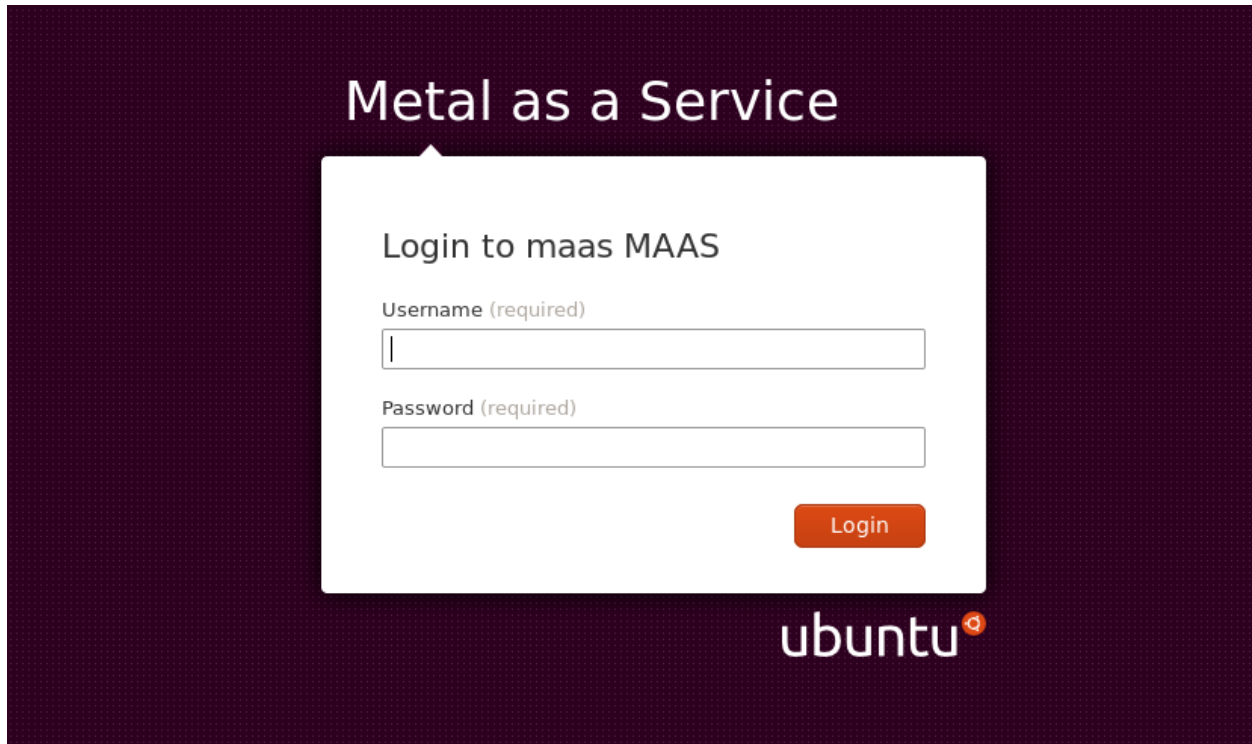 Metal as a Service
Login to maas MAAS
Username (required)
Password (required)
Login
ubuntu